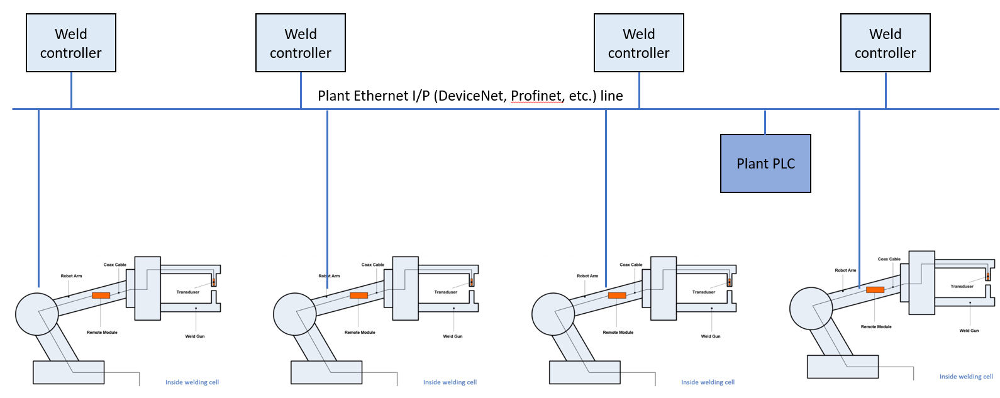 Weld
controller
Weld
controller
Weld
controller
Weld
controller
Plant Ethernet I/P (DeviceNet, Profinet, etc.) line
Plant PLC
Robot Arm
Coax Cable
Transduser
Remote Module
Weld Gun
Inside welding cell
Robot Arm
Coax Cable
Transduser
Remote Module
Weld Gun
Inside welding cell
Robot Arm
Coax Cable
Transduser
Remote Module
Weld Gun
Inside welding cell
Robot Arm
Coax Cable
Transduser
Remote Module
Weld Gun
Inside welding cell